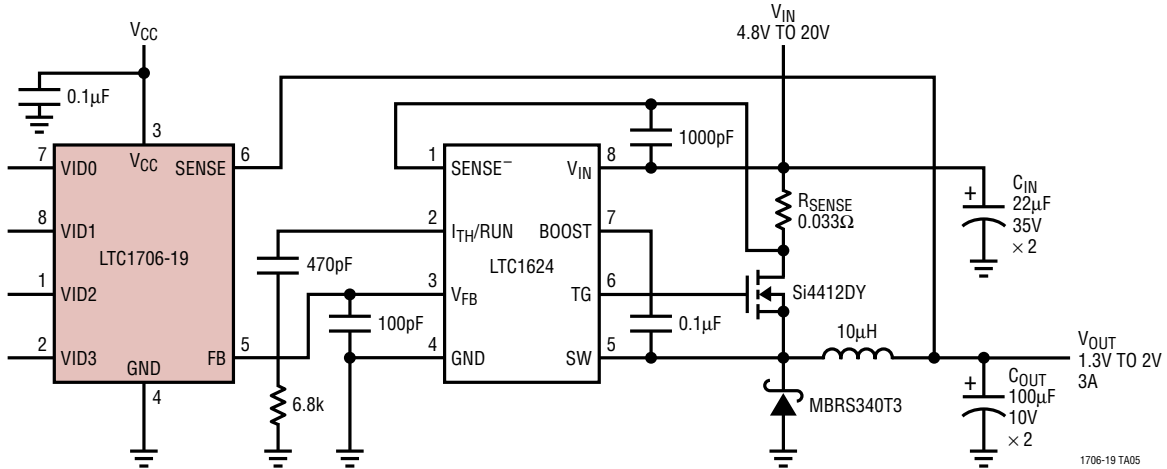 VCC
0.1µF
3
7
VID0
VCC
SENSE
6
8
VID1
LTC1706-19
1
VID2
2
VID3
GND
FB
5
4
470pF
6.8k
100pF
1
SENSE–
VIN
8
2
ITH/RUN
BOOST
7
LTC1624
3
VFB
TG
6
4
GND
SW
5
1000pF
0.1µF
VIN
4.8V TO 20V
RSENSE
0.033Ω
Si4412DY
10µH
MBRS340T3
+
CIN
22µF
35V
× 2
VOUT
1.3V TO 2V
3A
+
COUT
100µF
10V
× 2
1706-19 TA05